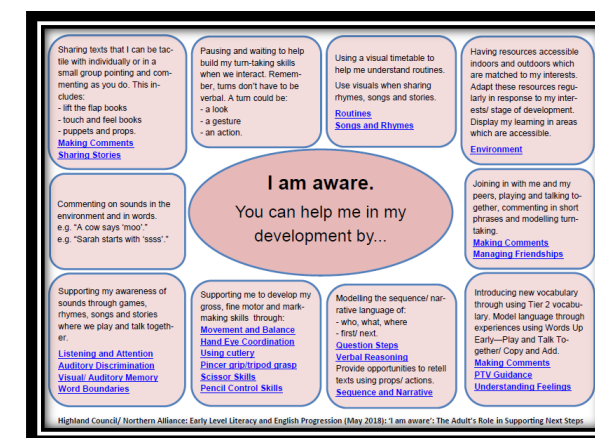 Sharing texts that I can be tac-
tile with individually or in a
small group pointing and com-
menting as you do. This in-
cludes:
- lift the flap books
- touch and feel books
- puppets and props.
Making Comments
Sharing Stories
Pausing and waiting to help
build my turn-taking skills
when we interact. Remem-
ber, turns don't have to be
verbal. A turn could be:
- a look
- a gesture
- an action.
Using a visual timetable to
help me understand routines.
Use visuals when sharing
rhymes, songs and stories.
Routines
Songs and Rhymes
Having resources accessible
indoors and outdoors which
are matched to my interests.
Adapt these resources regu-
larly in response to my inter-
ests/ stage of development.
Display my learning in areas
which are accessible.
Environment
Commenting on sounds in the
environment and in words.
e.g. "A cow says 'moo'."
e.g. "Sarah starts with 'ssss'."
I am aware.
You can help me in my
development by...
Joining in with me and my
peers, playing and talking to-
gether, commenting in short
phrases and modelling turn-
taking.
Making Comments
Managing Friendships
Supporting my awareness of
sounds through games,
rhymes, songs and stories
where we play and talk togeth-
er.
Listening and Attention
Auditory Discrimination
Visual/ Auditory Memory
Word Boundaries
Supporting me to develop my
gross, fine motor and mark-
making skills through:
Movement and Balance
Hand Eye Coordination
Using cutlery
Pincer grip/tripod grasp
Scissor Skills
Pencil Control Skills
Modelling the sequence/ nar-
rative language of:
- who, what, where
- first/ next.
Question Steps
Verbal Reasoning
Provide opportunities to retell
texts using props/ actions.
Sequence and Narrative
Introducing new vocabulary
through using Tier 2 vocabu-
lary. Model language through
experiences using Words Up
Early—Play and Talk To-
gether/ Copy and Add.
Making Comments
PTV Guidance
Understanding Feelings
Highland Council/ Northern Alliance: Early Level Literacy and English Progression (May 2018): 'I am aware': The Adult's Role in Supporting Next Steps